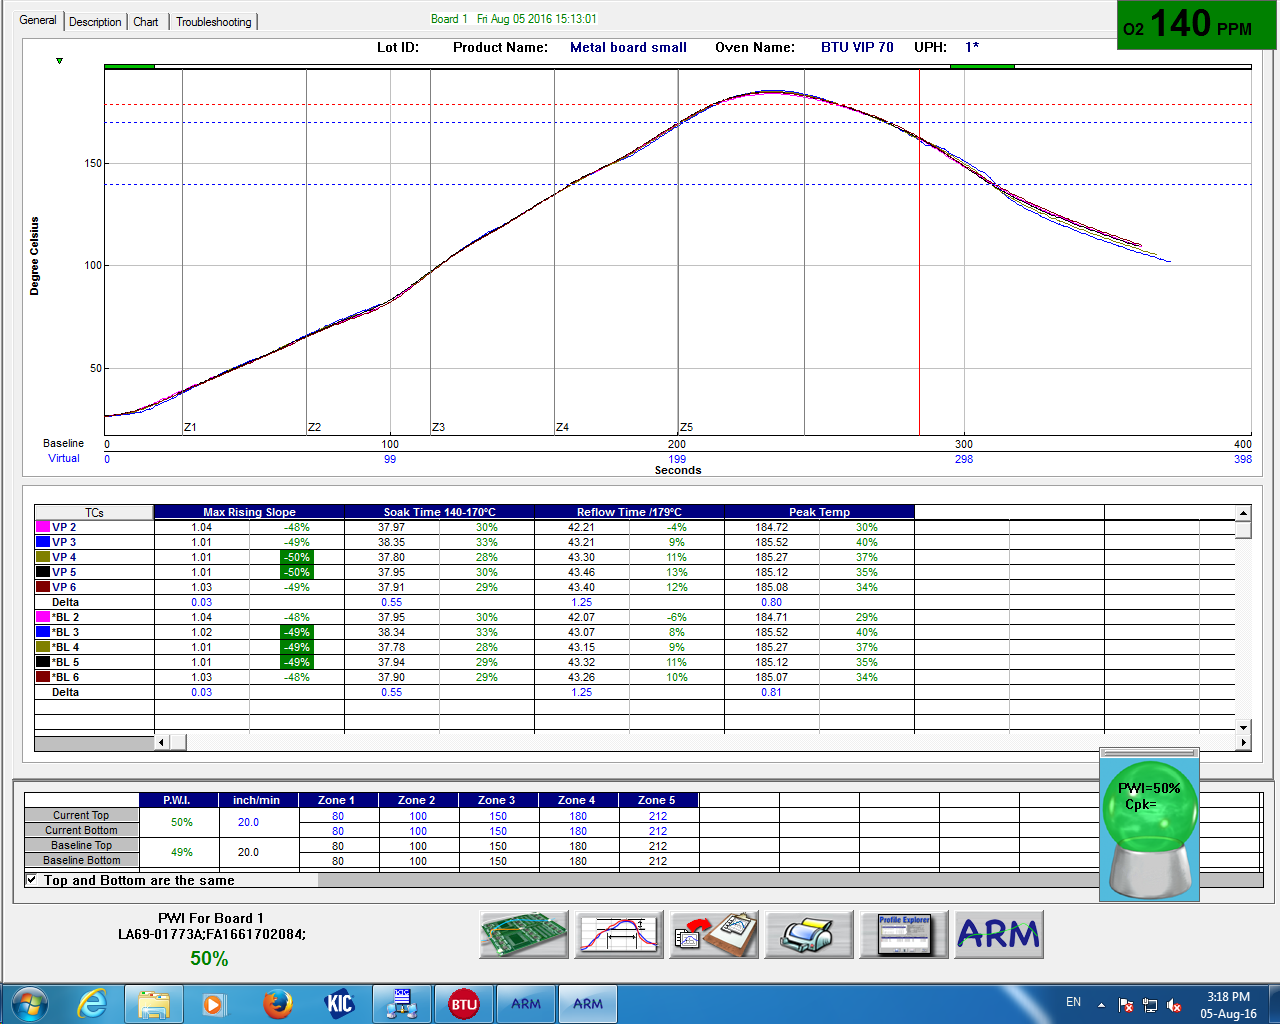 General Description Chart Troubleshooting
Board 1 Fri Aug 05 2016 15:13:01
O2 140 PPM
Lot ID: Product Name: Metal board small Oven Name: BTU VIP 70 UPH: 1*
150
100
50
Degree Celsius
Z1 Z2 Z3 Z4 Z5
Baseline 0 100 200 300 400
Virtual 0 99 199 298 398
Seconds
TCs Max Rising Slope Soak Time 140-170ºC Reflow Time /179ºC Peak Temp
VP 2 1.04 -48% 37.97 30% 42.21 -4% 184.72 30%
VP 3 1.01 -49% 38.35 33% 43.21 9% 185.52 40%
VP 4 1.01 -50% 37.80 28% 43.30 11% 185.27 37%
VP 5 1.01 -50% 37.95 30% 43.46 13% 185.12 35%
VP 6 1.03 -49% 37.91 29% 43.40 12% 185.08 34%
Delta 0.03 0.55 1.25 0.80
*BL 2 1.04 -48% 37.95 30% 42.07 -6% 184.71 29%
*BL 3 1.02 -49% 38.34 33% 43.07 8% 185.52 40%
*BL 4 1.01 -49% 37.78 28% 43.15 9% 185.27 37%
*BL 5 1.01 -49% 37.94 29% 43.32 11% 185.12 35%
*BL 6 1.03 -48% 37.90 29% 43.26 10% 185.07 34%
Delta 0.03 0.55 1.25 0.81
P.W.I. inch/min Zone 1 Zone 2 Zone 3 Zone 4 Zone 5
Current Top 50% 20.0 80 100 150 180 212
Current Bottom 80 100 150 180 212
Baseline Top 49% 20.0 80 100 150 180 212
Baseline Bottom 80 100 150 180 212
Top and Bottom are the same
PWI=50%
Cpk=
PWI For Board 1
LA69-01773A;FA1661702084;
50%
Profile Explorer
ARM
KIC
KIC
BTU
ARM
ARM
EN
3:18 PM
05-Aug-16